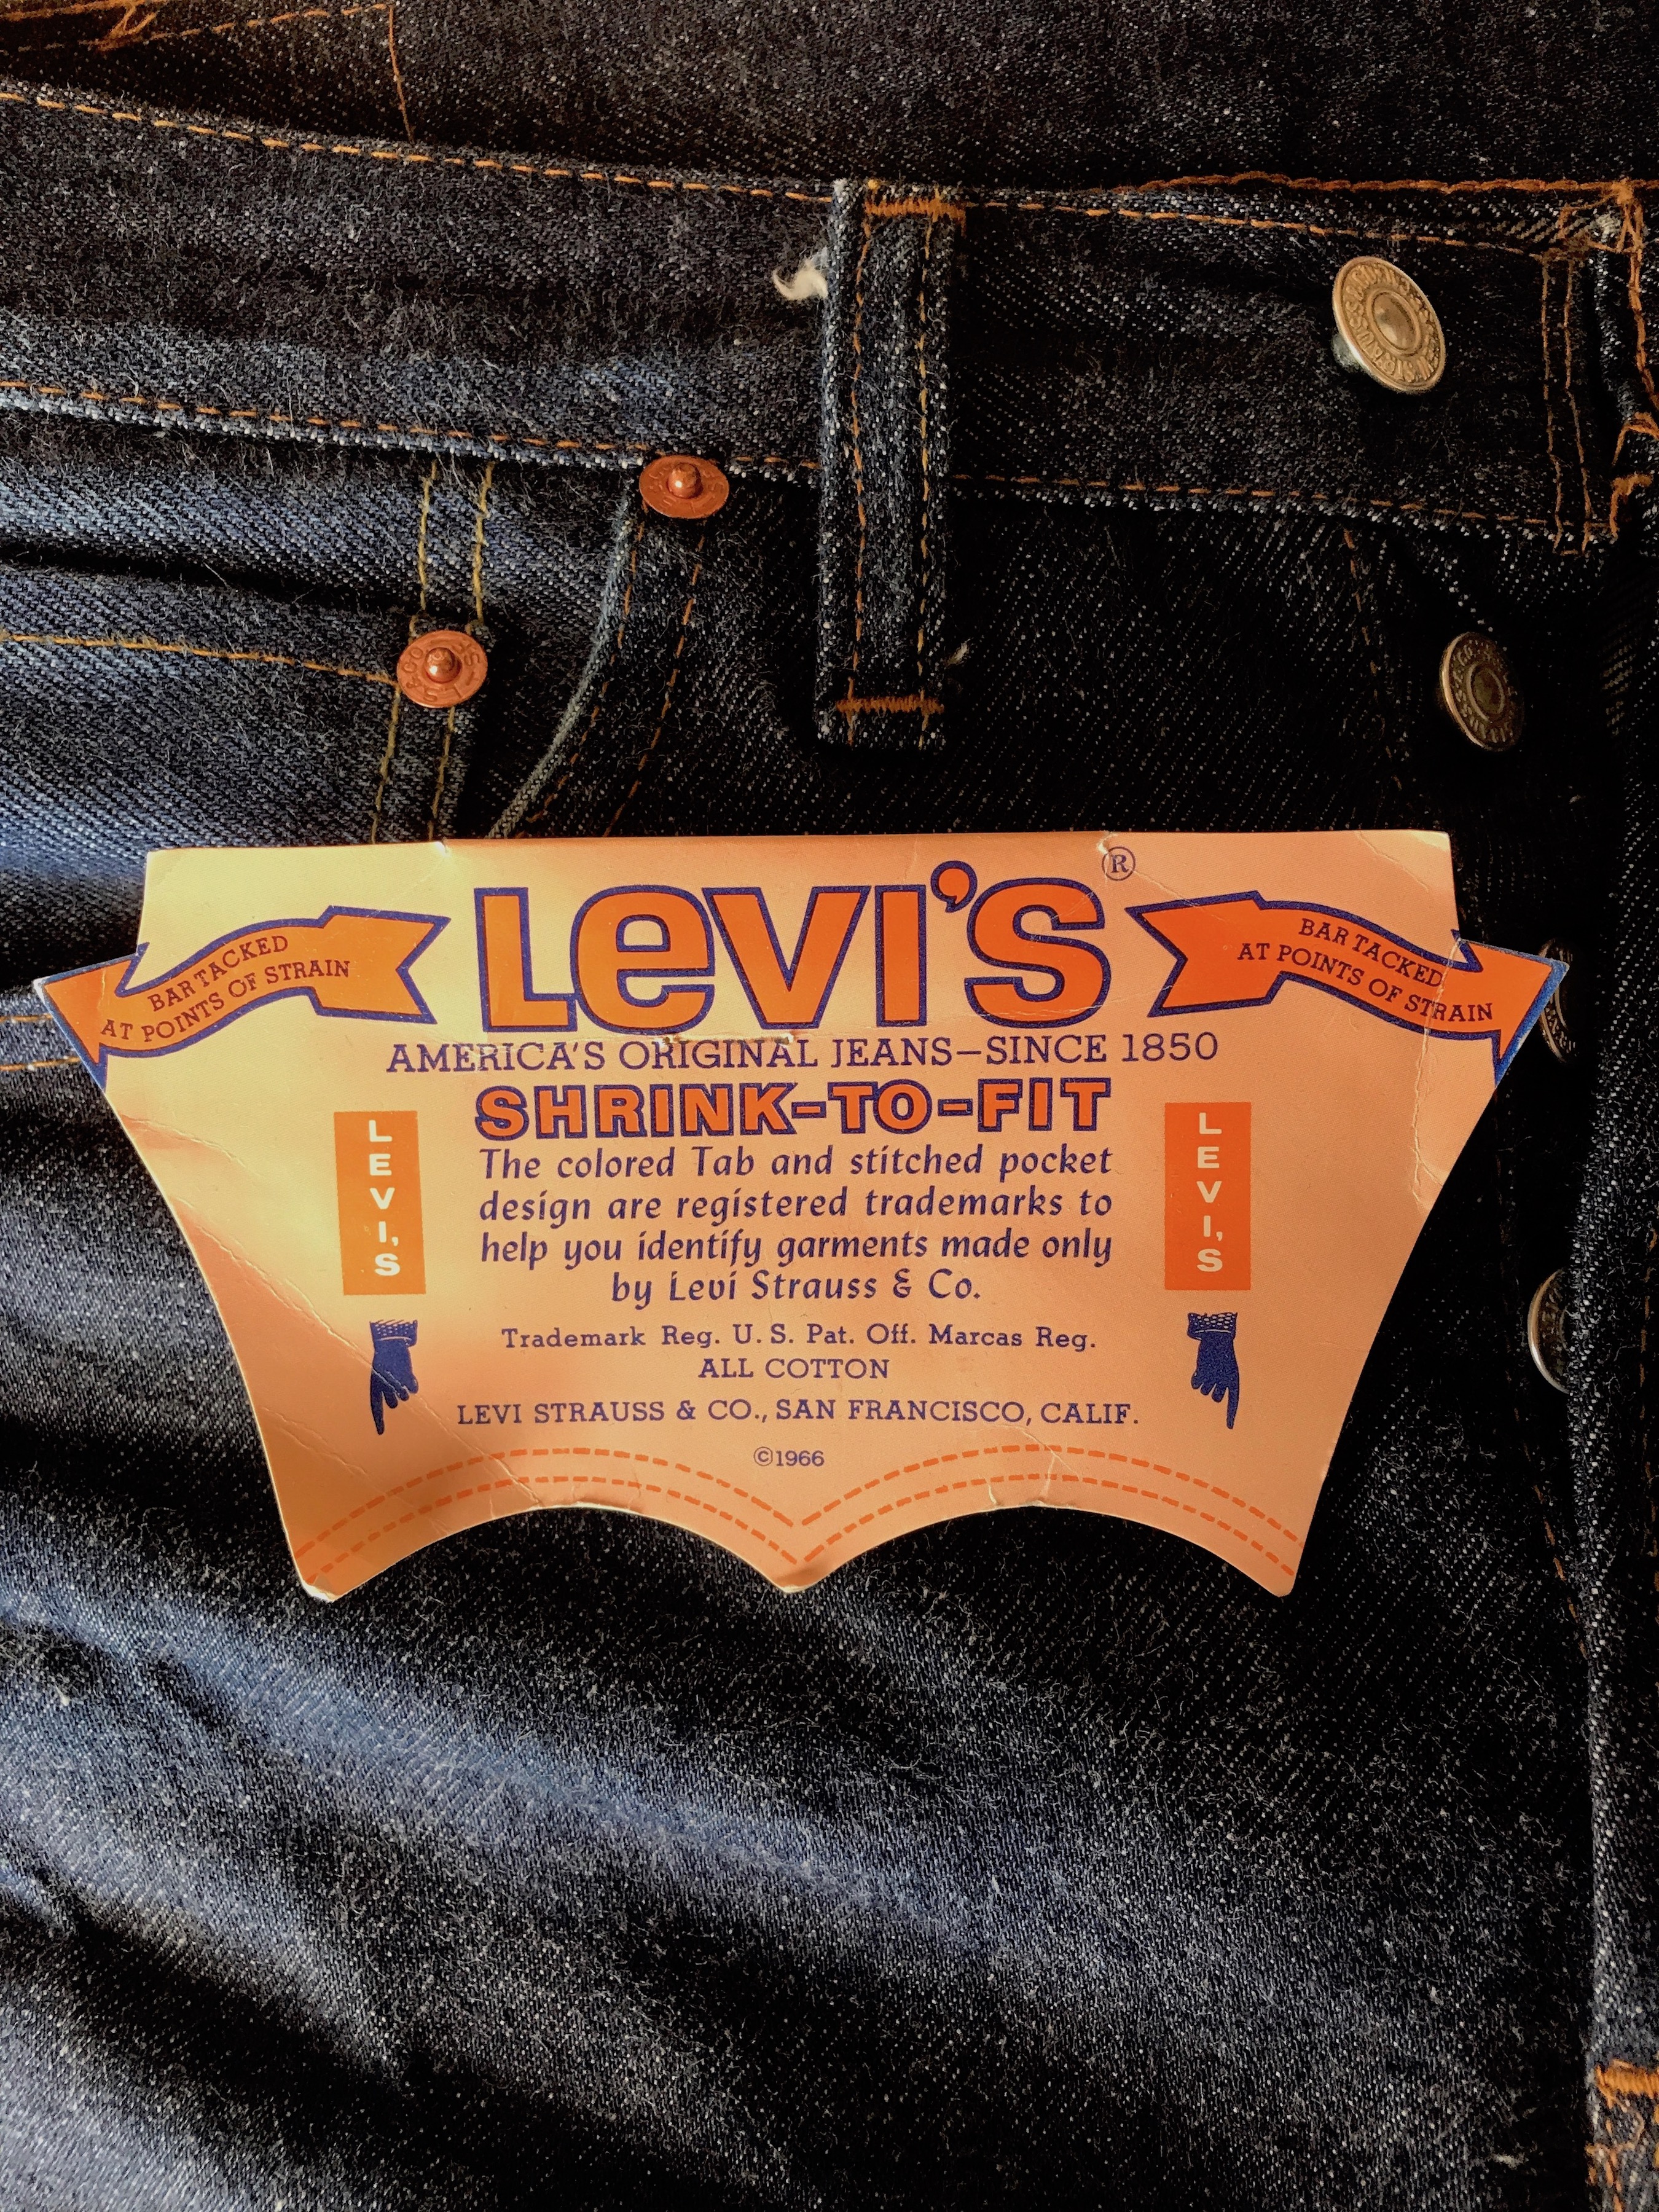 LEVI'S®
BAR TACKED
AT POINTS OF STRAIN
BAR TACKED
AT POINTS OF STRAIN
AMERICA'S ORIGINAL JEANS–SINCE 1850
SHRINK-TO-FIT
LEVI'S
LEVI'S
The colored Tab and stitched pocket
design are registered trademarks to
help you identify garments made only
by Levi Strauss & Co.
Trademark Reg. U. S. Pat. Off. Marcas Reg.
ALL COTTON
LEVI STRAUSS & CO., SAN FRANCISCO, CALIF.
©1966